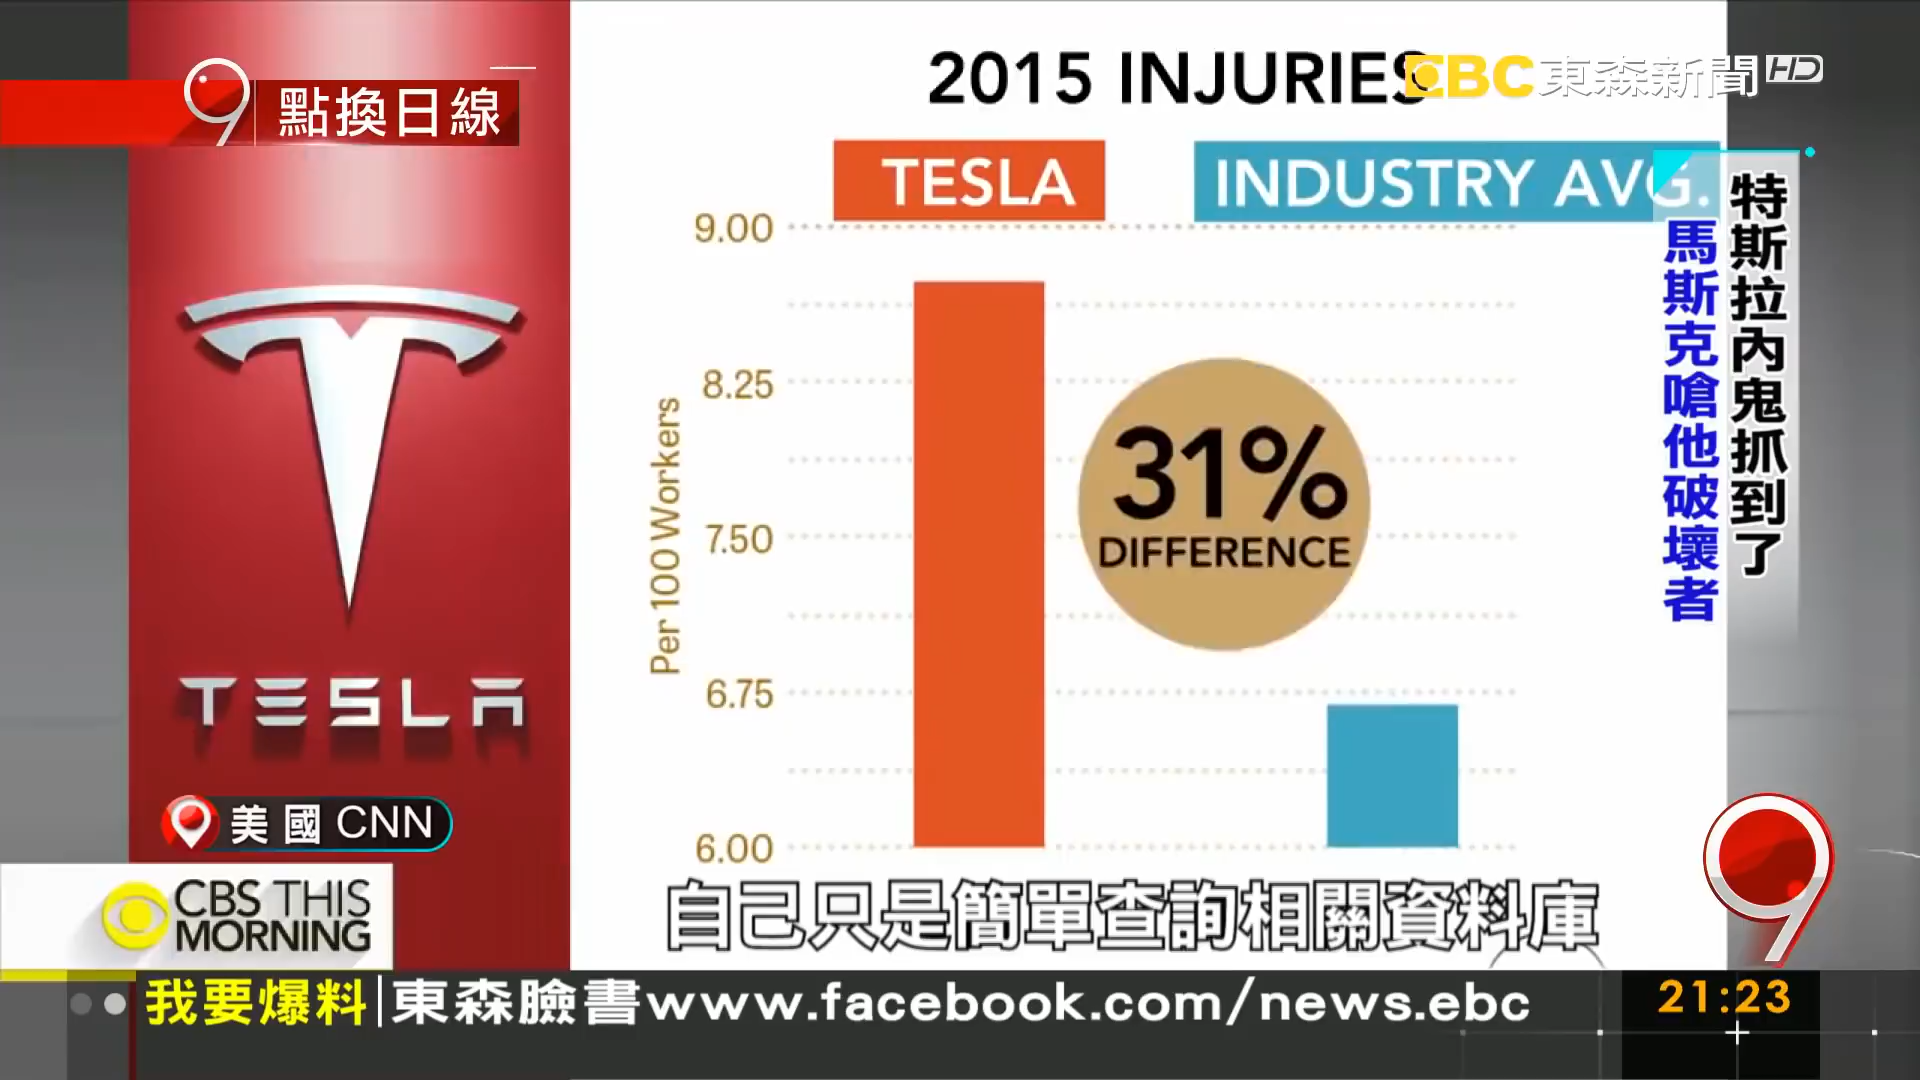 9點換日線
2015 INJURIES
EBC東森新聞HD
TESLA
INDUSTRY AVG.
特斯拉內鬼抓到了
馬斯克嗆他破壞者
9.00
8.25
7.50
6.75
6.00
Per 100 Workers
31%
DIFFERENCE
TESLA
美國 CNN
CBS THIS
MORNING
自己只是簡單查詢相關資料庫
9
我要爆料|東森臉書www.facebook.com/news.ebc
21:23